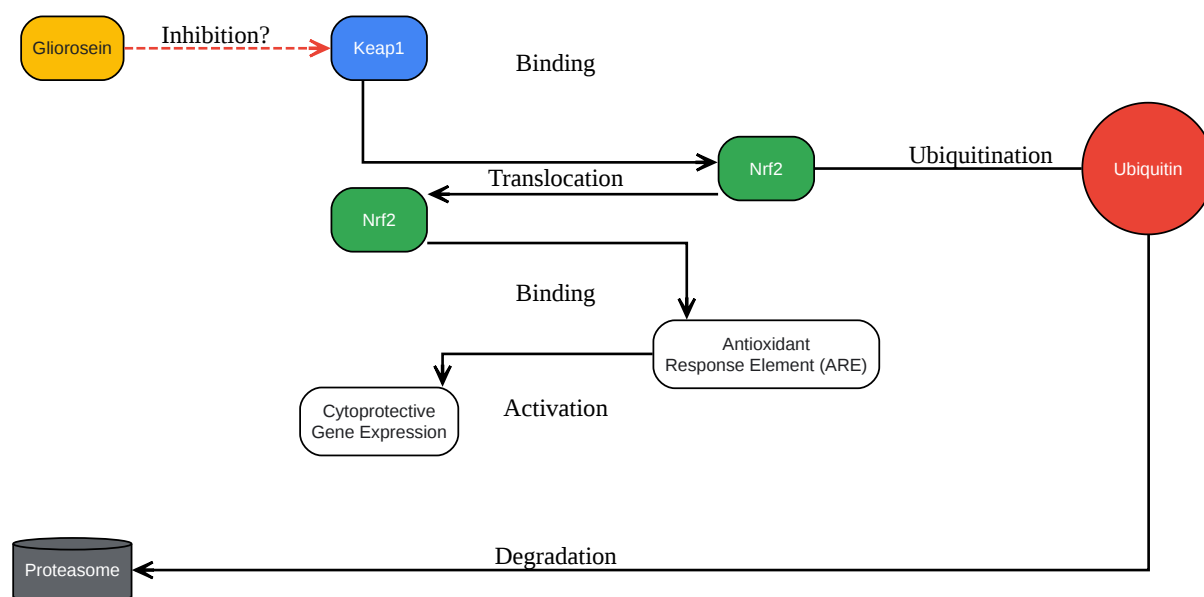 Gliorosein
Inhibition?
Keap1
Binding
Nrf2
Ubiquitination
Ubiquitin
Translocation
Nrf2
Binding
Antioxidant
Response Element (ARE)
Activation
Cytoprotective
Gene Expression
Degradation
Proteasome